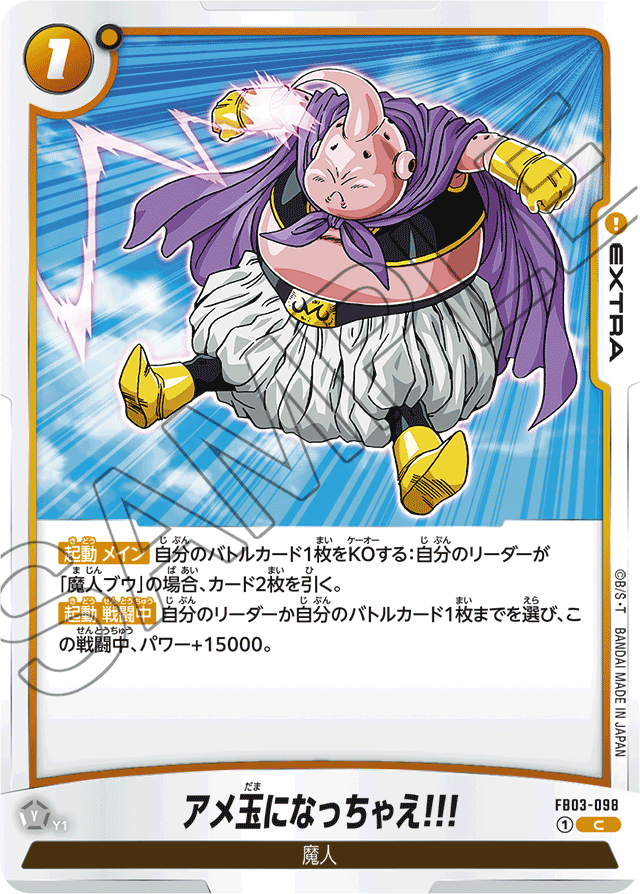 1
EXTRA
SAMPLE
起動 メイン 自分のバトルカード1枚をKOする:自分のリーダーが
「魔人ブウ」の場合、カード2枚を引く。
起動 戦闘中 自分のリーダーか自分のバトルカード1枚までを選び、こ
の戦闘中、パワー+15000。
©B/S・T BANDAI MADE IN JAPAN
Y Y1
アメ玉になっちゃえ!!!
FB03-098
1 C
魔人